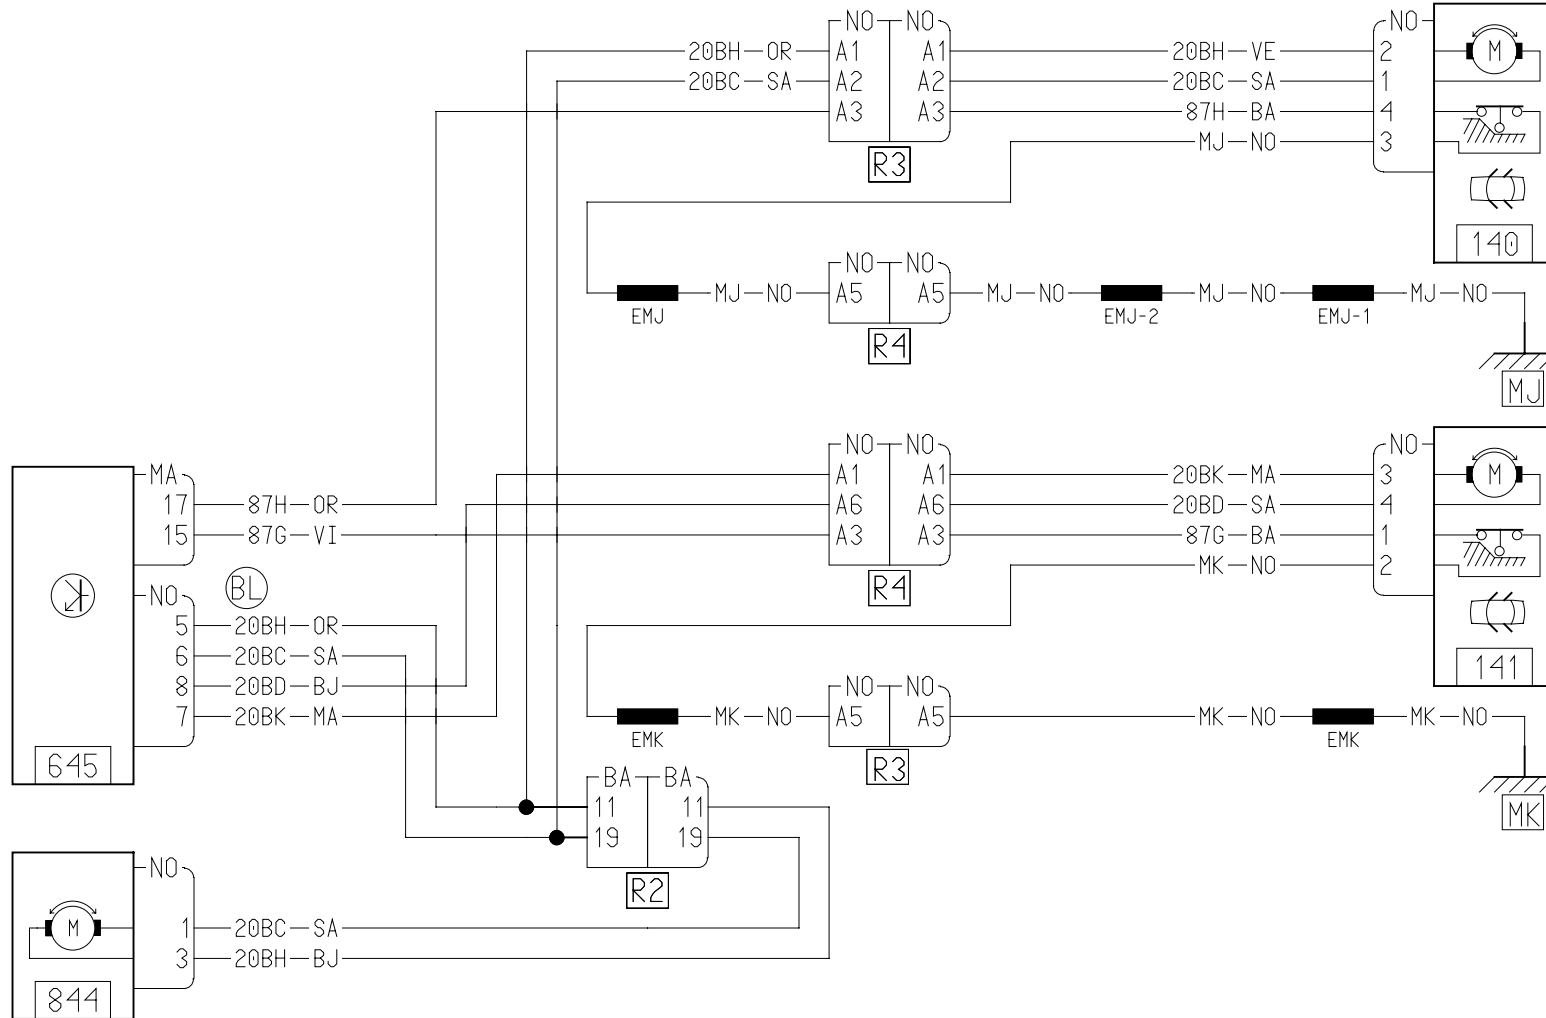 NO NO NO
20BH OR A1 A1 20BH VE 2 M
20BC SA A2 A2 20BC SA 1
A3 A3 87H BA 4
MJ NO 3
R3
140
NO NO
MJ NO A5 A5 MJ NO MJ NO MJ NO
EMJ EMJ-2 EMJ-1
R4
MJ
NO NO NO
MA A1 A1 20BK MA 3 M
17 87H OR A6 A6 20BD SA 4
15 87G VI A3 A3 87G BA 1
MK NO 2
BL R4
NO
5 20BH OR
6 20BC SA 141
8 20BD BJ NO NO
7 20BK MA MK NO A5 A5 MK NO MK NO
EMK EMK
645 R3
BA BA
11 11 MK
19 19
NO R2
M 1 20BC SA
3 20BH BJ
844